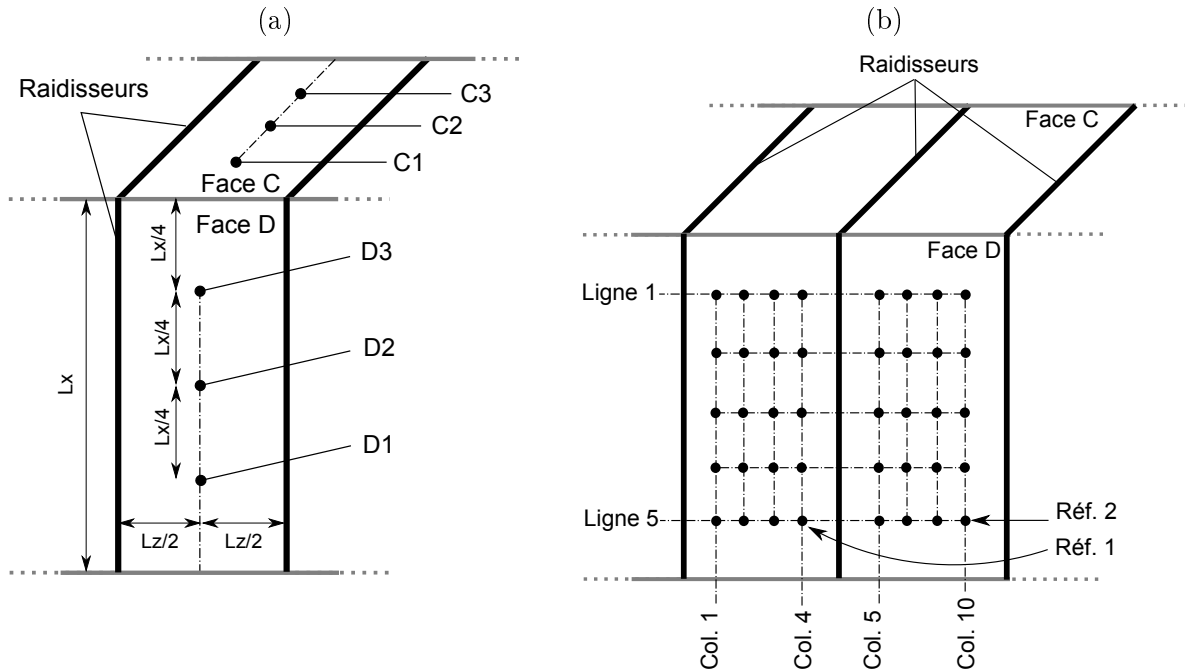 (a)
Raidisseurs
C3
C2
C1
Face C
Face D
Lx/4
D3
Lx/4
D2
Lx
Lx/4
D1
Lz/2
Lz/2
(b)
Raidisseurs
Face C
Face D
Ligne 1
Ligne 5
Réf. 2
Réf. 1
Col. 1
Col. 4
Col. 5
Col. 10